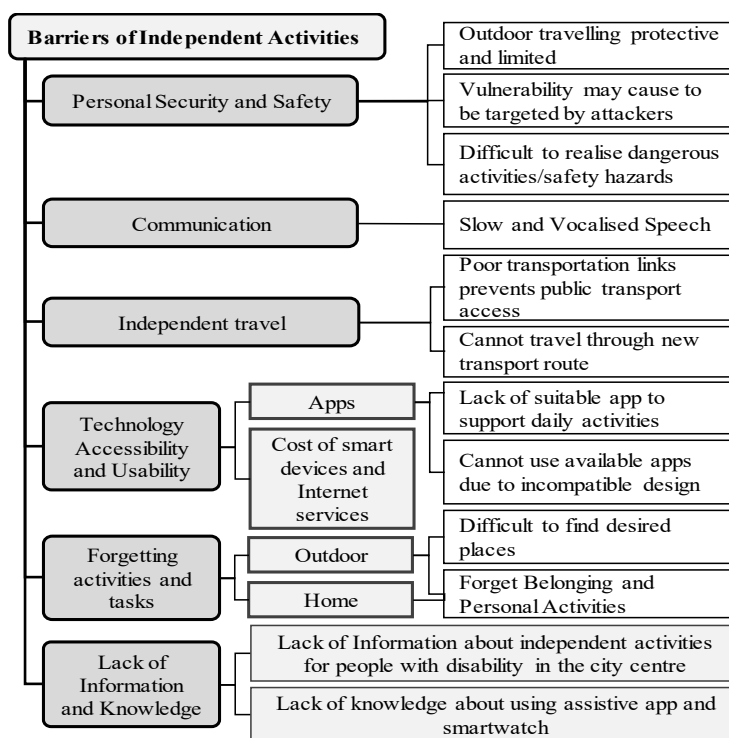 Barriers of Independent Activities
Personal Security and Safety
Outdoor travelling protective
and limited
Vulnerability may cause to
be targeted by attackers
Difficult to realise dangerous
activities/safety hazards
Communication
Slow and Vocalised Speech
Independent travel
Poor transportation links
prevents public transport
access
Cannot travel through new
transport route
Technology
Accessibility
and Usability
Apps
Lack of suitable app to
support daily activities
Cannot use available apps
due to incompatible design
Cost of smart
devices and
Internet
services
Forgetting
activities and
tasks
Outdoor
Difficult to find desired
places
Home
Forget Belonging and
Personal Activities
Lack of
Information
and Knowledge
Lack of Information about independent activities
for people with disability in the city centre
Lack of knowledge about using assistive app and
smartwatch